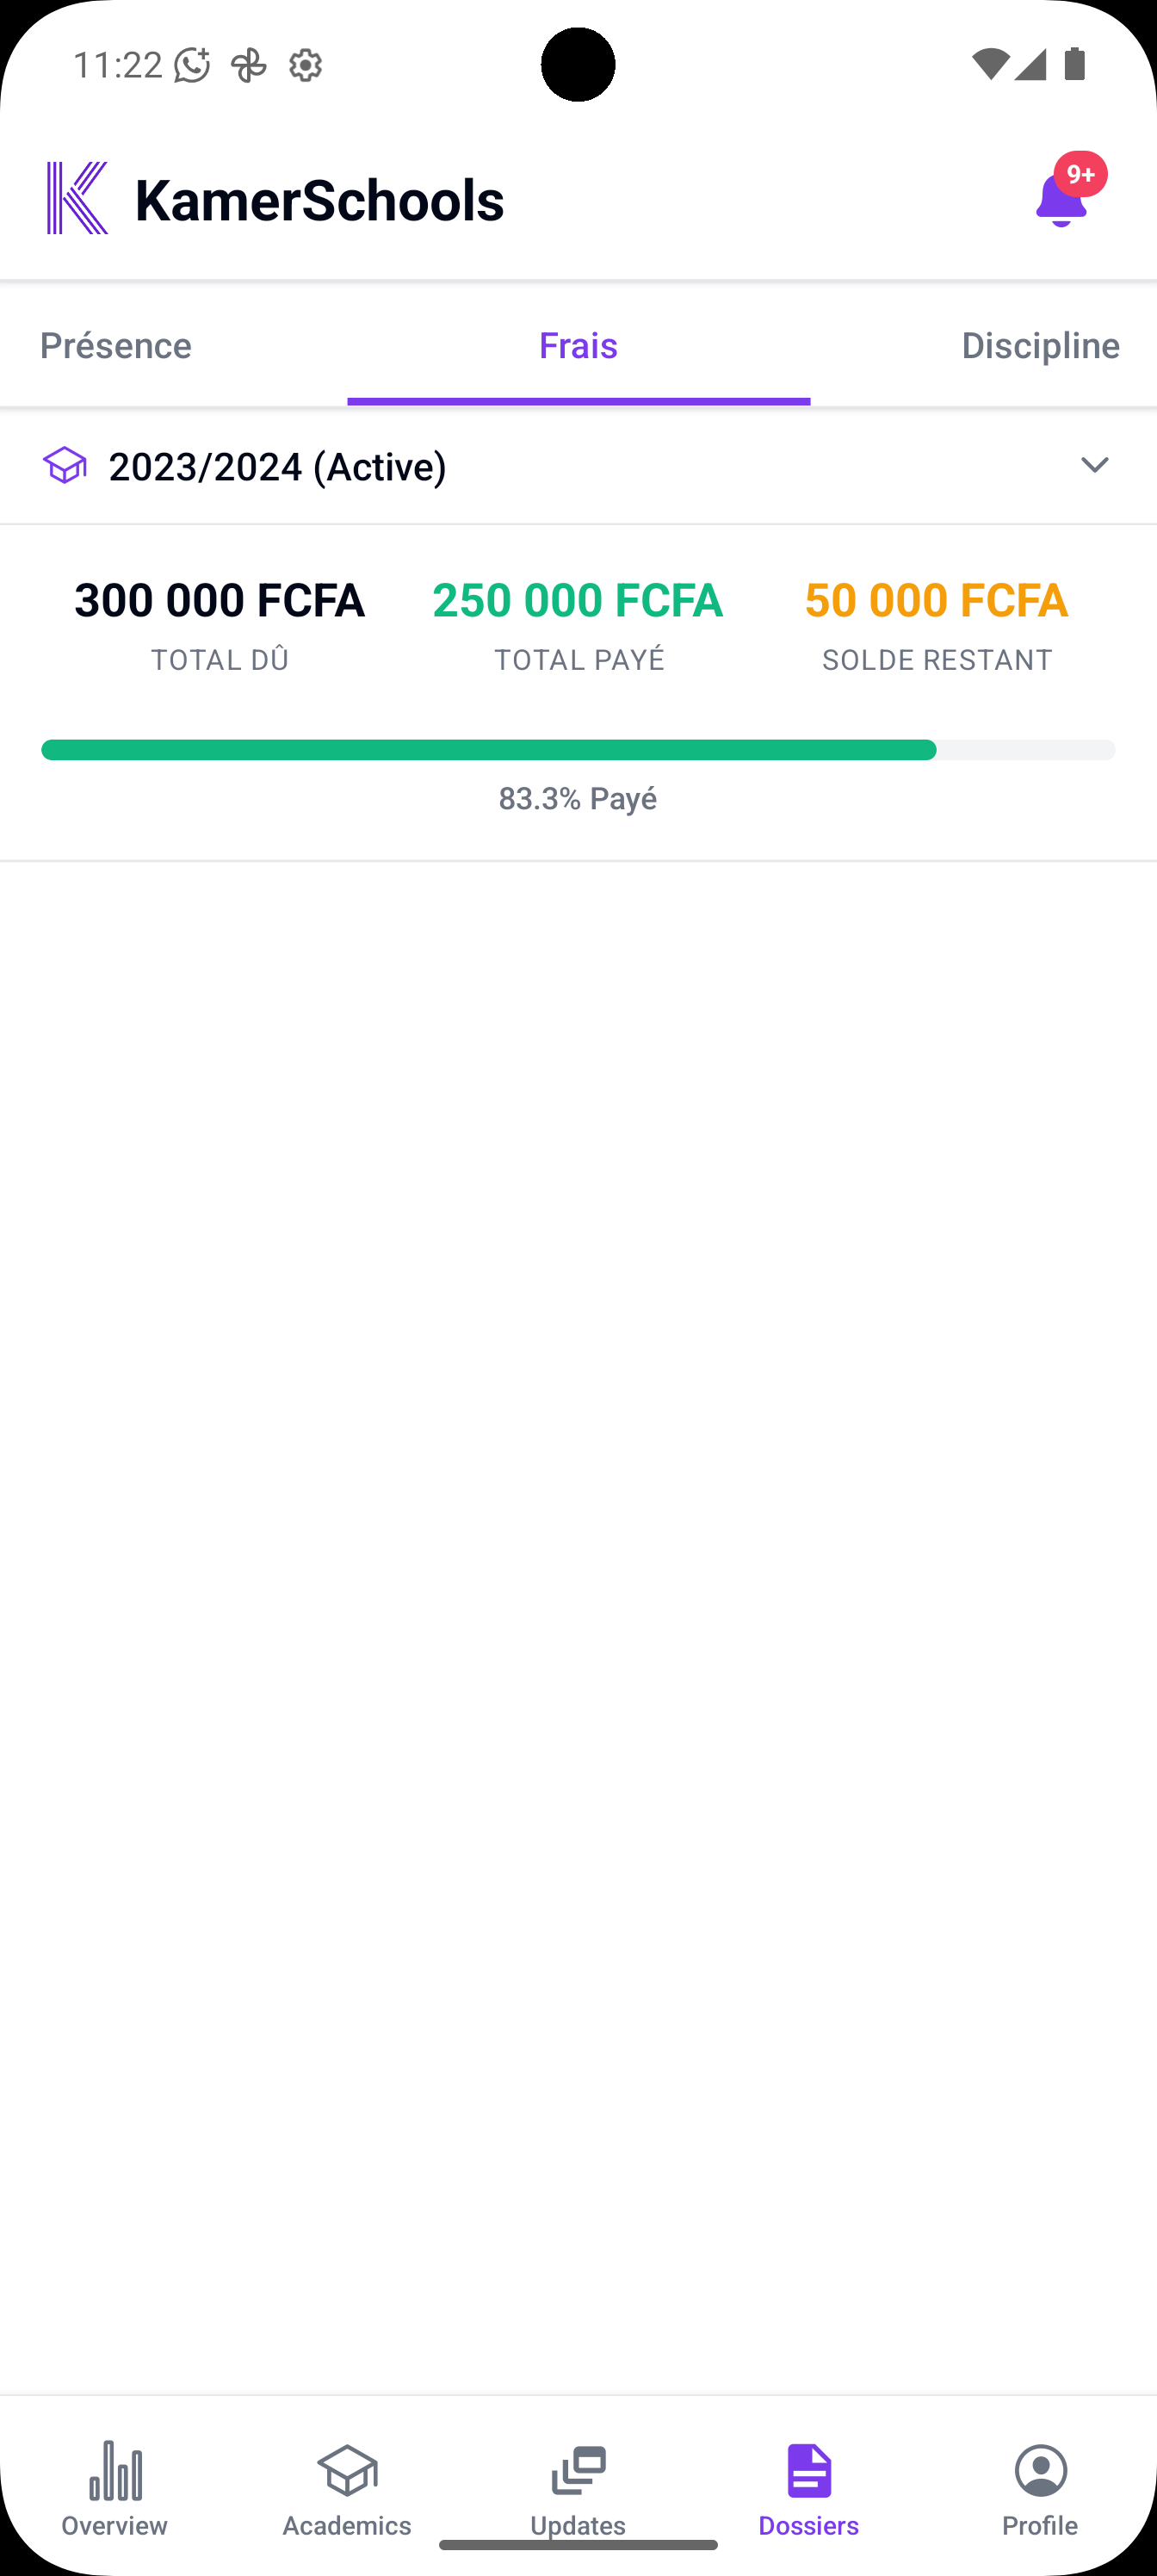 11:22
KamerSchools
9+
Présence Frais Discipline
2023/2024 (Active)
300 000 FCFA 250 000 FCFA 50 000 FCFA
TOTAL DÛ TOTAL PAYÉ SOLDE RESTANT
83.3% Payé
Overview Academics Updates Dossiers Profile